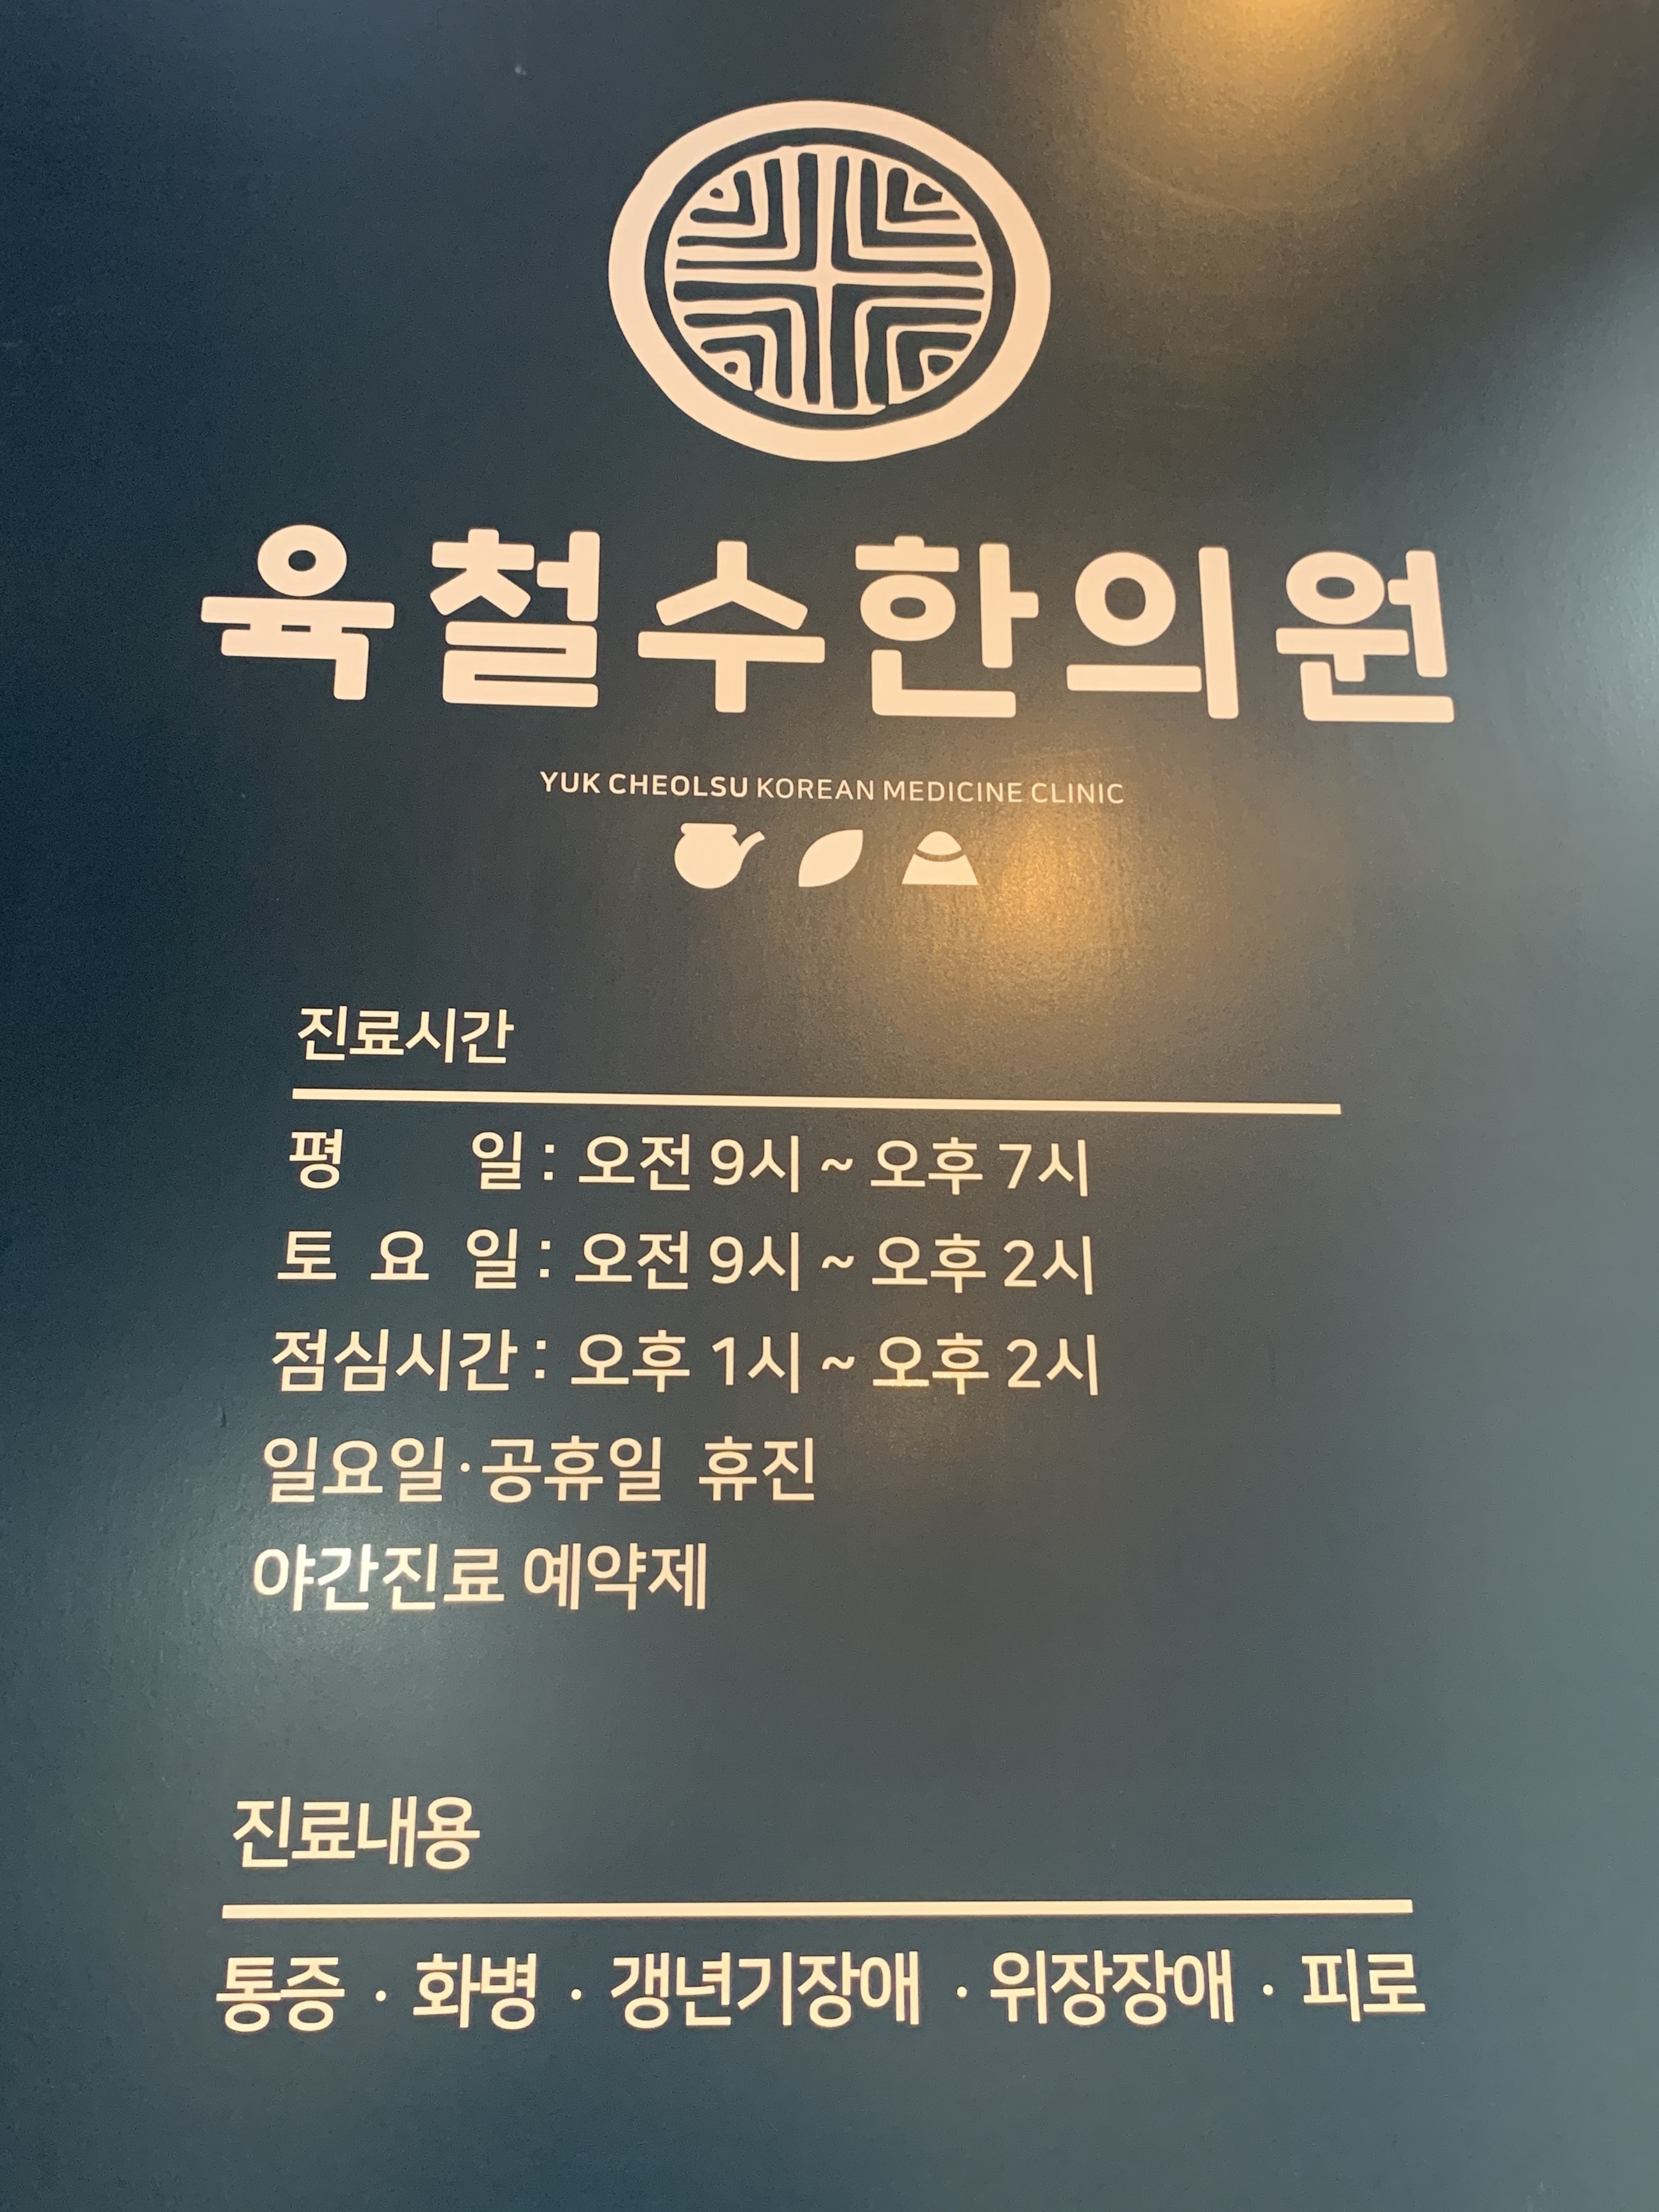 육철수한의원
YUK CHEOLSU KOREAN MEDICINE CLINIC
진료시간
평 일 : 오전 9시 ~ 오후 7시
토 요 일 : 오전 9시 ~ 오후 2시
점심시간 : 오후 1시 ~ 오후 2시
일요일·공휴일 휴진
야간진료 예약제
진료내용
통증 · 화병 · 갱년기장애 · 위장장애 · 피로